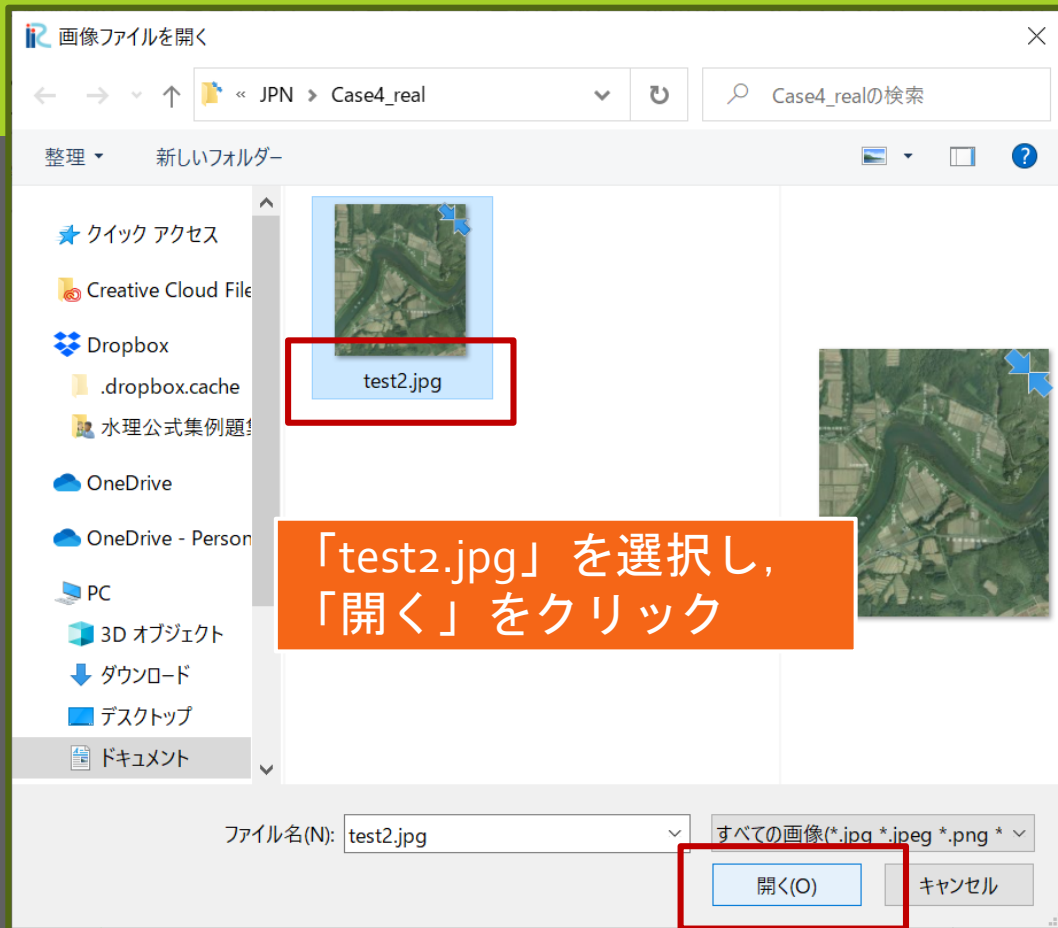 画像ファイルを開く
« JPN > Case4_real
Case4_realの検索
整理
新しいフォルダー
クイック アクセス
Creative Cloud File
Dropbox
.dropbox.cache
水理公式集例題
OneDrive
OneDrive - Person
PC
3D オブジェクト
ダウンロード
デスクトップ
ドキュメント
test2.jpg
「test2.jpg」を選択し,
「開く」をクリック
ファイル名(N): test2.jpg
すべての画像(*.jpg *.jpeg *.png *
開く(O)
キャンセル